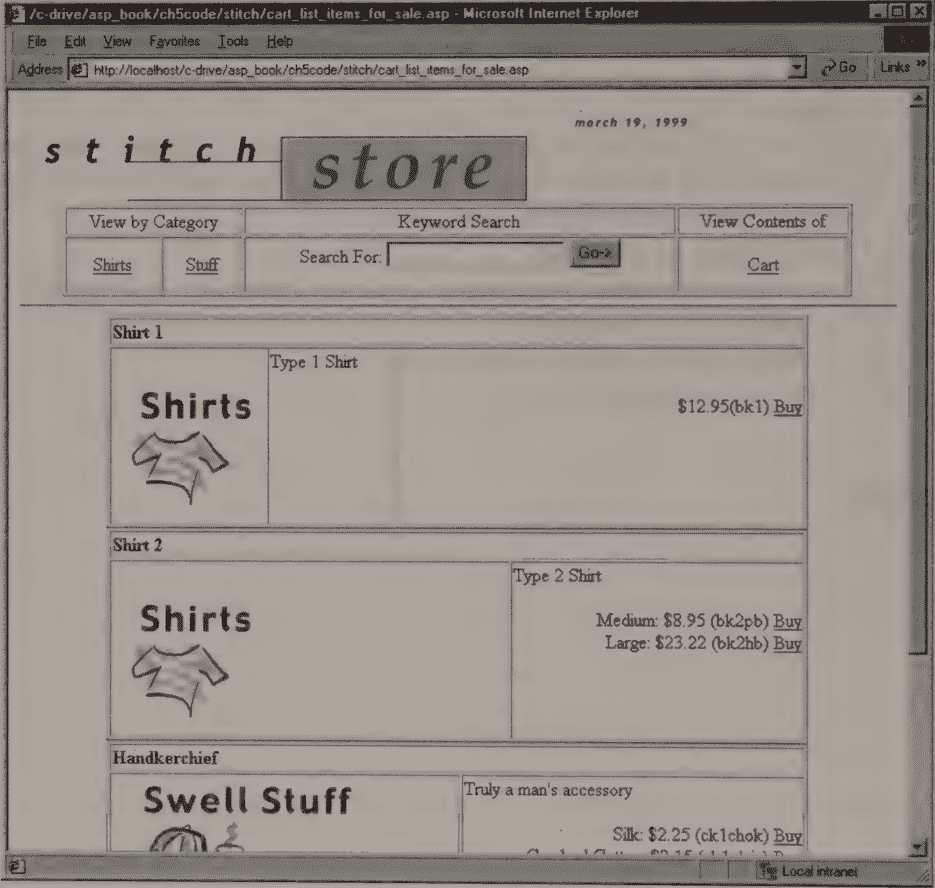 /c-drive/asp_book/ch5code/stitch/cart_list_items_for_sale.asp - Microsoft Internet Explorer
File Edit View Favorites Tools Help
Address http://localhost/c-drive/asp_book/ch5code/stitch/cart_list_items_for_sale.asp Go Links »
march 19, 1999
stitch store
View by Category Keyword Search View Contents of
Shirts Stuff Search For: Go-> Cart
Shirt 1
Type 1 Shirt
Shirts
$12.95(bk1) Buy
Shirt 2
Type 2 Shirt
Shirts
Medium: $8.95 (bk2pb) Buy
Large: $23.22 (bk2hb) Buy
Handkerchief
Truly a man's accessory
Swell Stuff
Silk: $2.25 (ck1chok) Buy
Local intranet